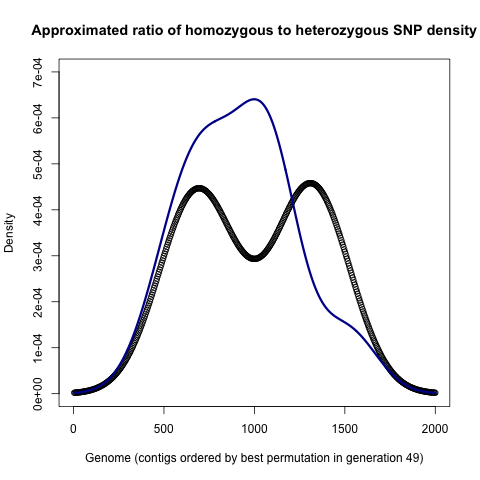 Approximated ratio of homozygous to heterozygous SNP density
7e-04
6e-04
5e-04
4e-04
3e-04
2e-04
1e-04
0e+00
Density
0 500 1000 1500 2000
Genome (contigs ordered by best permutation in generation 49)